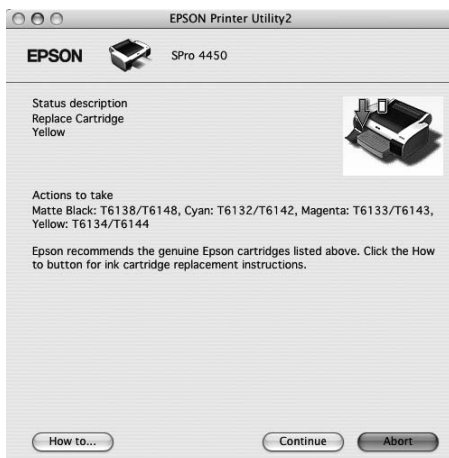 EPSON Printer Utility2
EPSON
SPro 4450
Status description
Replace Cartridge
Yellow
Actions to take
Matte Black: T6138/T6148, Cyan: T6132/T6142, Magenta: T6133/T6143,
Yellow: T6134/T6144
Epson recommends the genuine Epson cartridges listed above. Click the How
to button for ink cartridge replacement instructions.
How to...
Continue
Abort